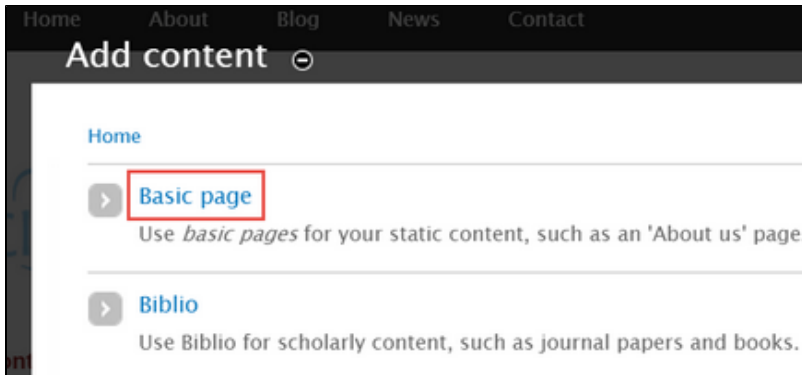 Home About Blog News Contact
Add content
Home
Basic page
Use basic pages for your static content, such as an 'About us' page
Biblio
Use Biblio for scholarly content, such as journal papers and books.